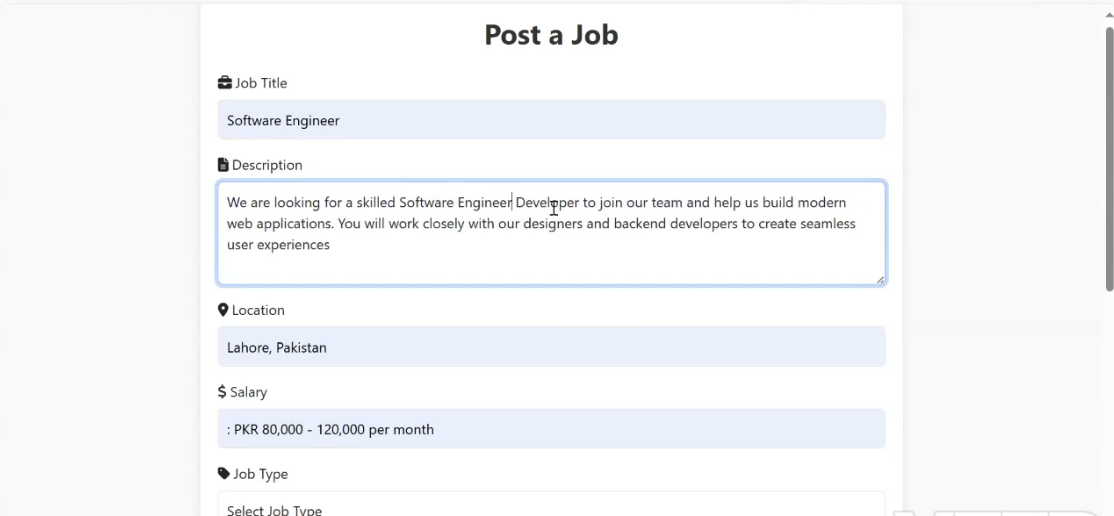 Post a Job
Job Title
Software Engineer
Description
We are looking for a skilled Software Engineer Developer to join our team and help us build modern
web applications. You will work closely with our designers and backend developers to create seamless
user experiences
Location
Lahore, Pakistan
$ Salary
: PKR 80,000 - 120,000 per month
Job Type
Select Job Type